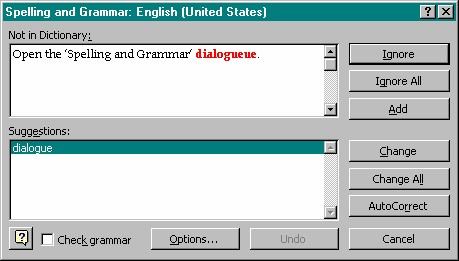 Spelling and Grammar: English (United States)
Not in Dictionary:
Open the ‘Spelling and Grammar’ dialogueue.
Ignore
Ignore All
Add
Suggestions:
dialogue
Change
Change All
AutoCorrect
Check grammar
Options...
Undo
Cancel